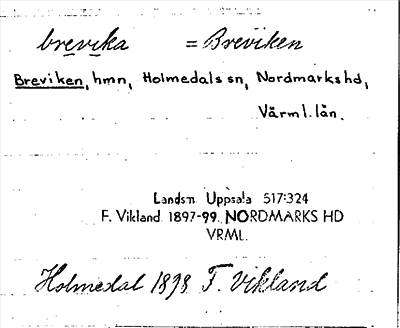 brevika = Breviken
Breviken, hmn, Holmedals sn, Nordmarks hd,
Värml. län.
Landsm. Uppsala 517:324
F. Vikland 1897-99. NORDMARKS HD
VRML.
Holmedal 1898 F. Vikland